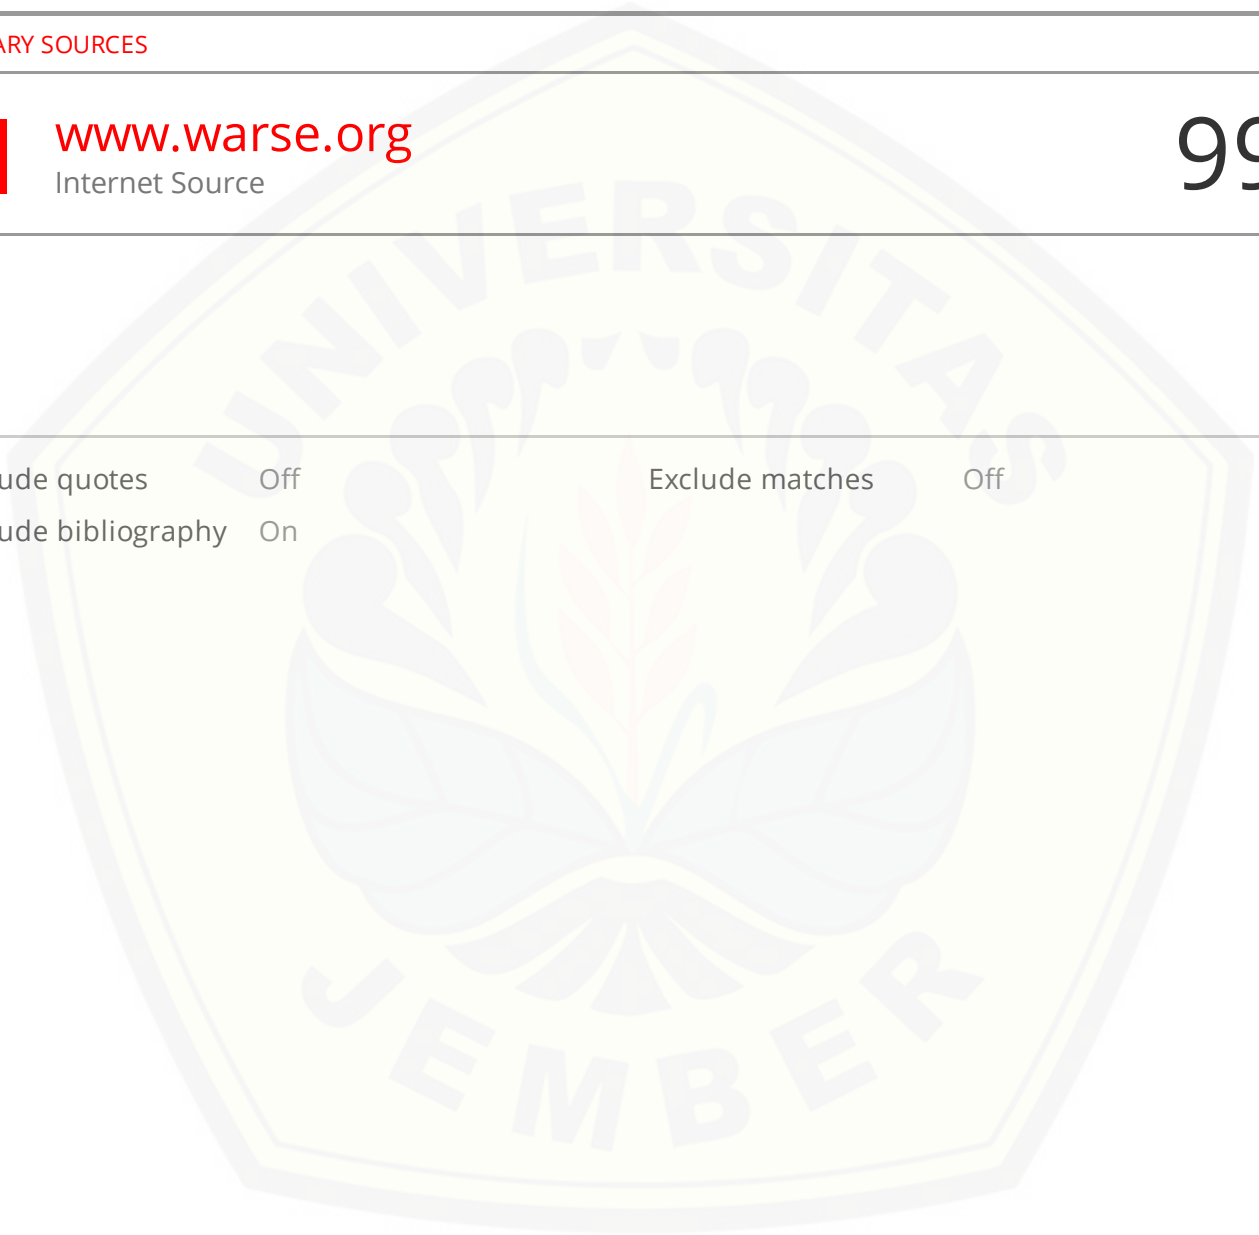 ARY SOURCES
www.warse.org
99
Internet Source
UNIVERSITAS
ude quotes Off Exclude matches Off
ude bibliography On
JEMBER